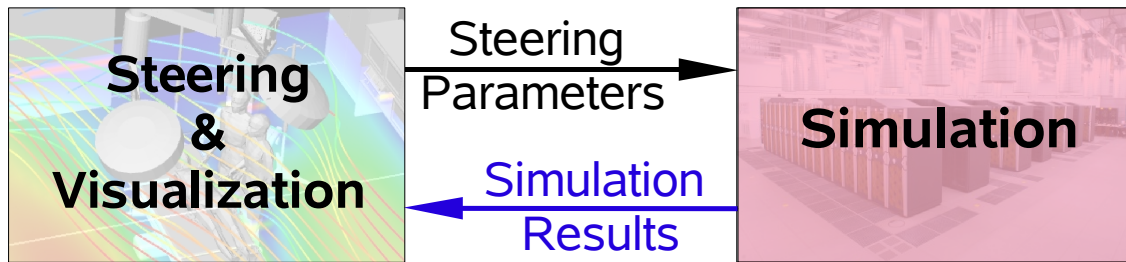 Steering
&
Visualization
Steering
Parameters
Simulation
Results
Simulation